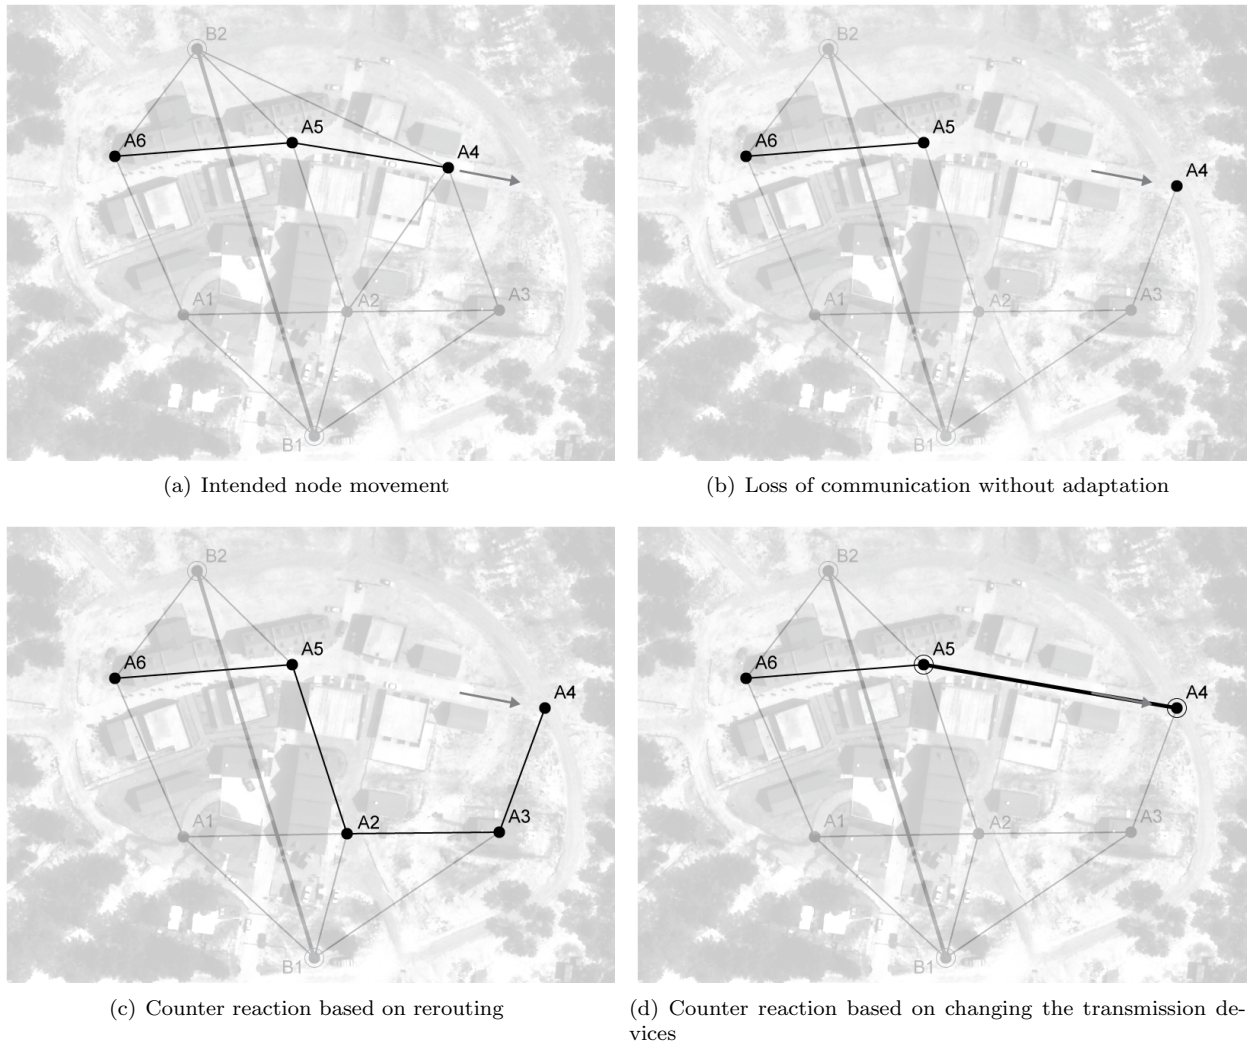 B2
A6
A5
A4
A1
A2
A3
B1
(a) Intended node movement
B2
A6
A5
A4
A1
A2
A3
B1
(b) Loss of communication without adaptation
B2
A6
A5
A4
A1
A2
A3
B1
(c) Counter reaction based on rerouting
B2
A6
A5
A4
A1
A2
A3
B1
(d) Counter reaction based on changing the transmission de-
vices